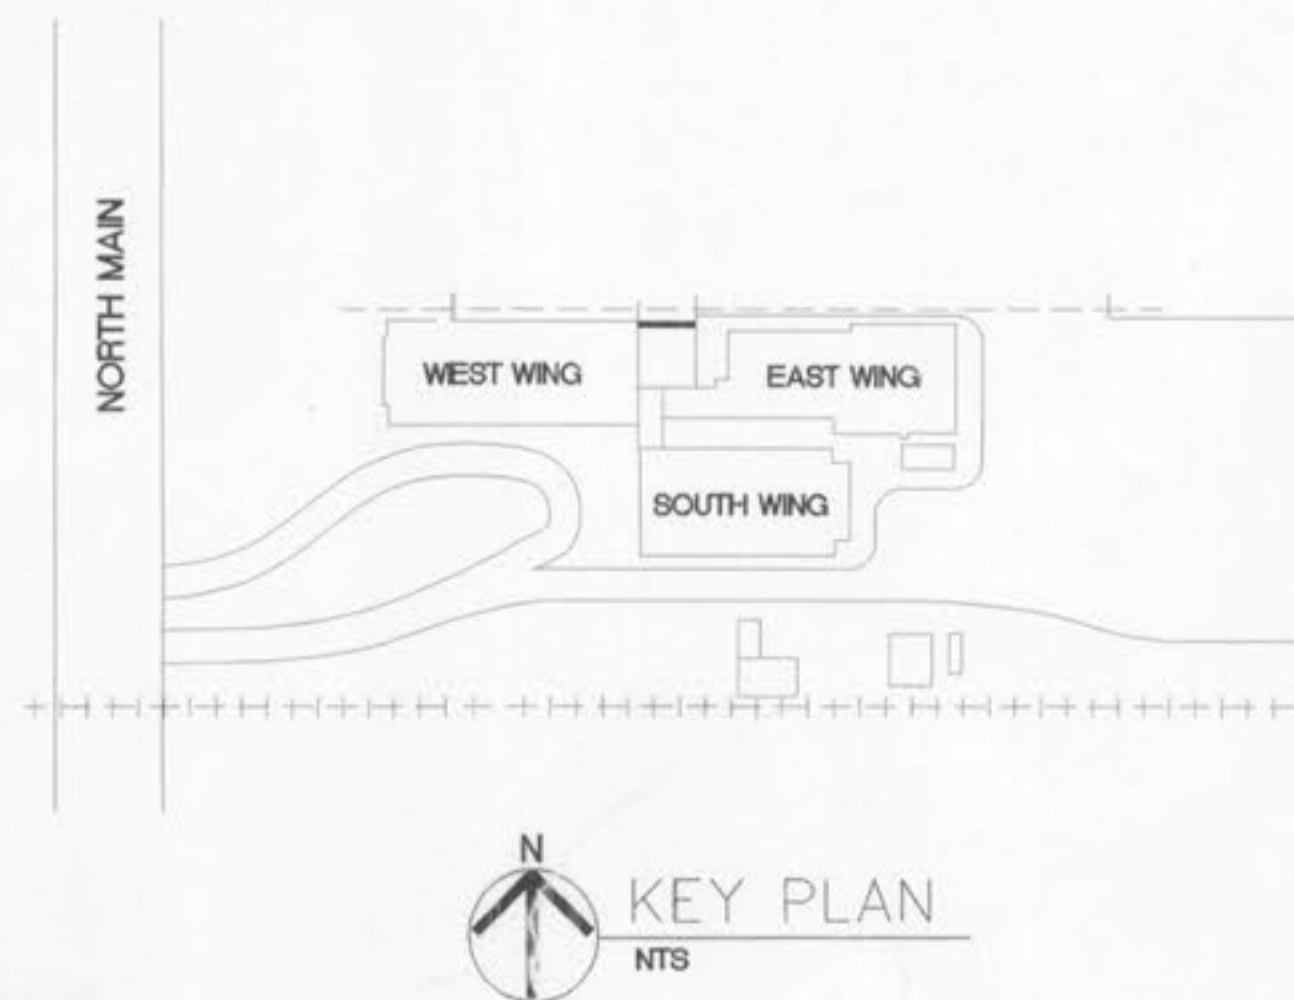 NORTH MAIN
WEST WING
EAST WING
SOUTH WING
N
KEY PLAN
NTS